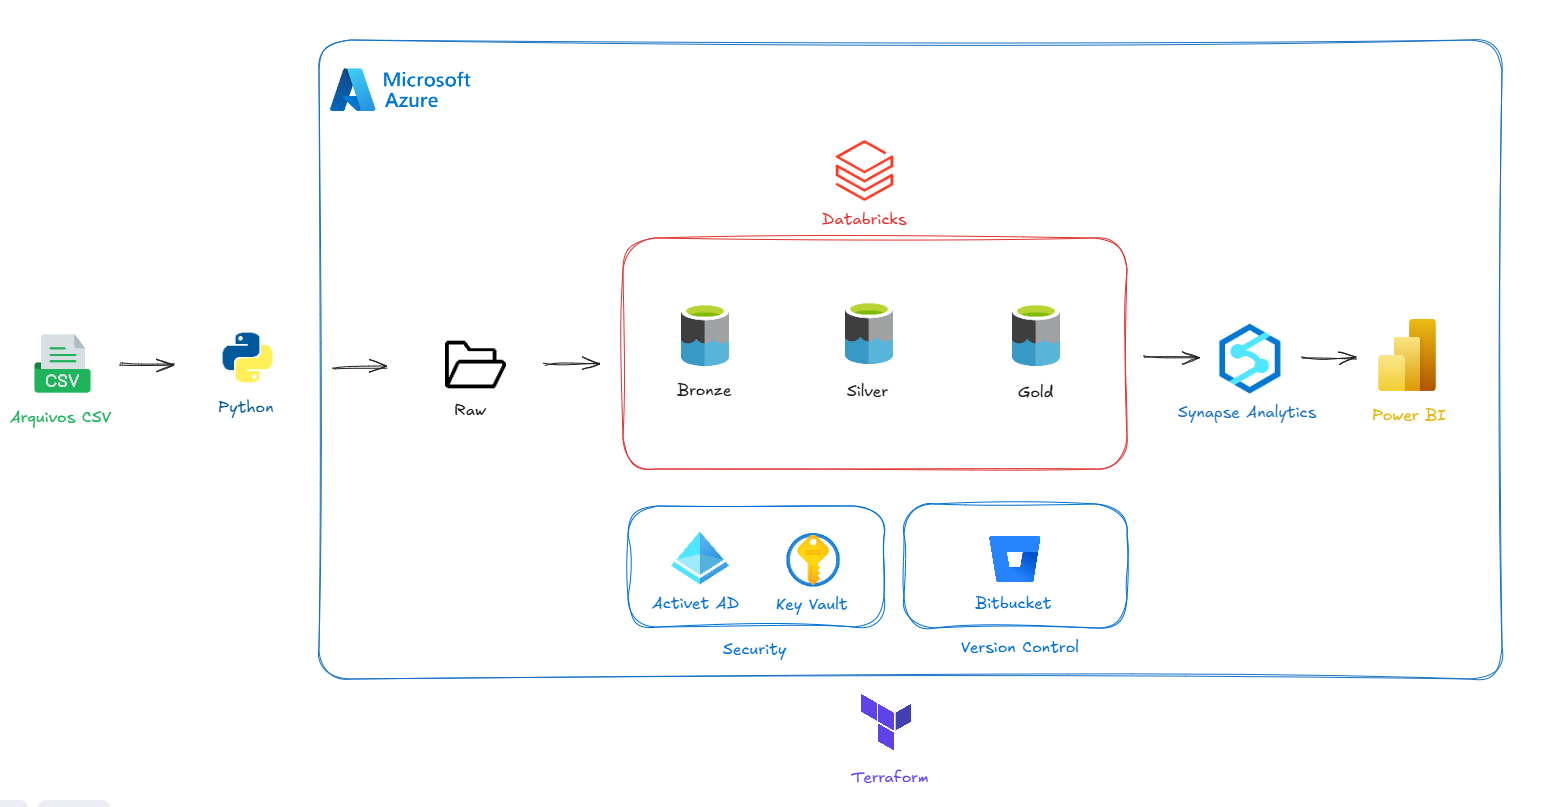 Microsoft
Azure
Databricks
CSV
Arquivos CSV
Python
Raw
Bronze
Silver
Gold
Synapse Analytics
Power BI
Activet AD
Key Vault
Security
Bitbucket
Version Control
Terraform